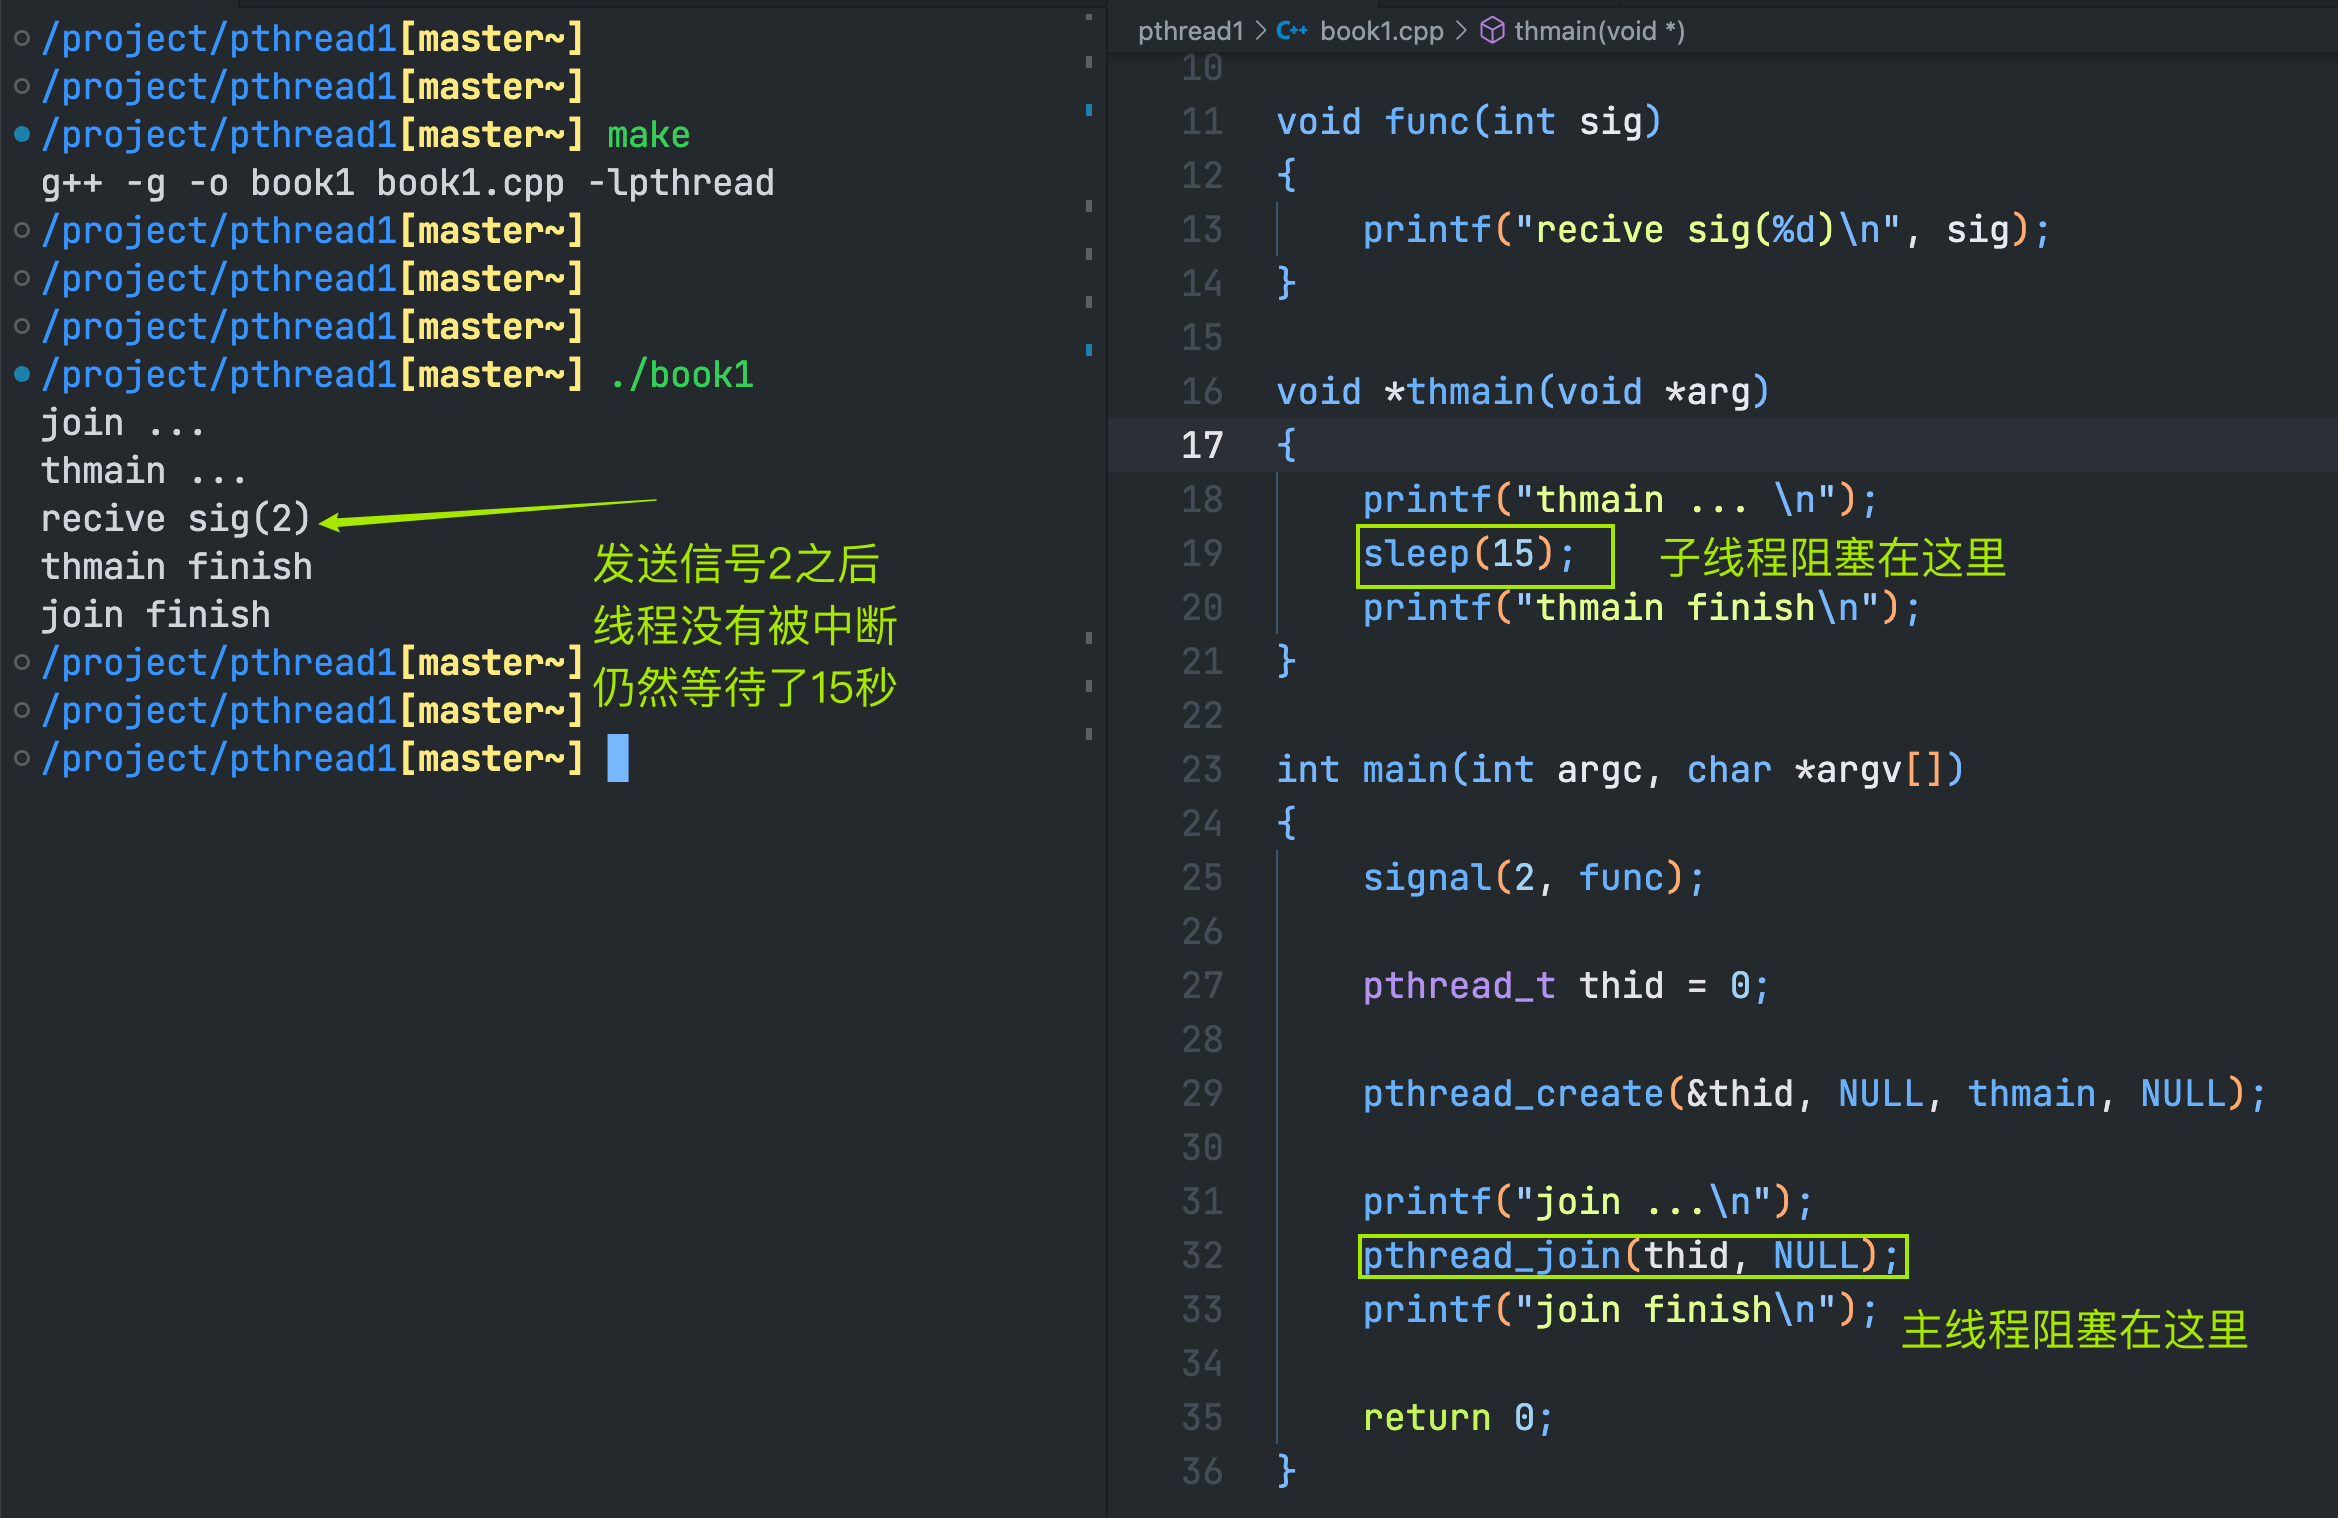 /project/pthread1[master~]
/project/pthread1[master~]
/project/pthread1[master~] make
g++ -g -o book1 book1.cpp -lpthread
/project/pthread1[master~]
/project/pthread1[master~]
/project/pthread1[master~]
/project/pthread1[master~] ./book1
join ...
thmain ...
recive sig(2)
thmain finish
join finish
/project/pthread1[master~]
/project/pthread1[master~]
/project/pthread1[master~]
发送信号2之后
线程没有被中断
仍然等待了15秒
pthread1 > C++ book1.cpp > thmain(void *)
10
11 void func(int sig)
12 {
13 printf("recive sig(%d)\n", sig);
14 }
15
16 void *thmain(void *arg)
17 {
18 printf("thmain ... \n");
19 sleep(15); 子线程阻塞在这里
20 printf("thmain finish\n");
21 }
22
23 int main(int argc, char *argv[])
24 {
25 signal(2, func);
26
27 pthread_t thid = 0;
28
29 pthread_create(&thid, NULL, thmain, NULL);
30
31 printf("join ...\n");
32 pthread_join(thid, NULL);
33 printf("join finish\n");
主线程阻塞在这里
34
35 return 0;
36 }